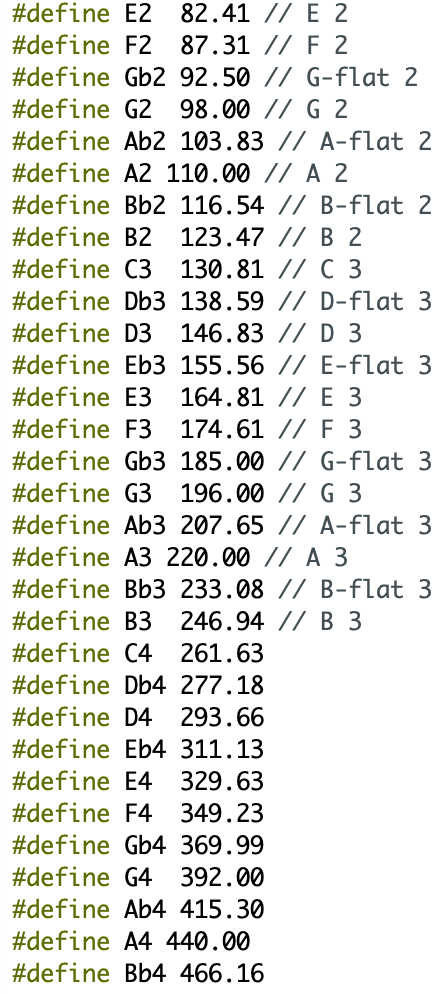 #define E2  82.41 // E 2
#define F2  87.31 // F 2
#define Gb2 92.50 // G-flat 2
#define G2  98.00 // G 2
#define Ab2 103.83 // A-flat 2
#define A2 110.00 // A 2
#define Bb2 116.54 // B-flat 2
#define B2  123.47 // B 2
#define C3  130.81 // C 3
#define Db3 138.59 // D-flat 3
#define D3  146.83 // D 3
#define Eb3 155.56 // E-flat 3
#define E3  164.81 // E 3
#define F3  174.61 // F 3
#define Gb3 185.00 // G-flat 3
#define G3  196.00 // G 3
#define Ab3 207.65 // A-flat 3
#define A3 220.00 // A 3
#define Bb3 233.08 // B-flat 3
#define B3  246.94 // B 3
#define C4  261.63
#define Db4 277.18
#define D4  293.66
#define Eb4 311.13
#define E4  329.63
#define F4  349.23
#define Gb4 369.99
#define G4  392.00
#define Ab4 415.30
#define A4 440.00
#define Bb4 466.16